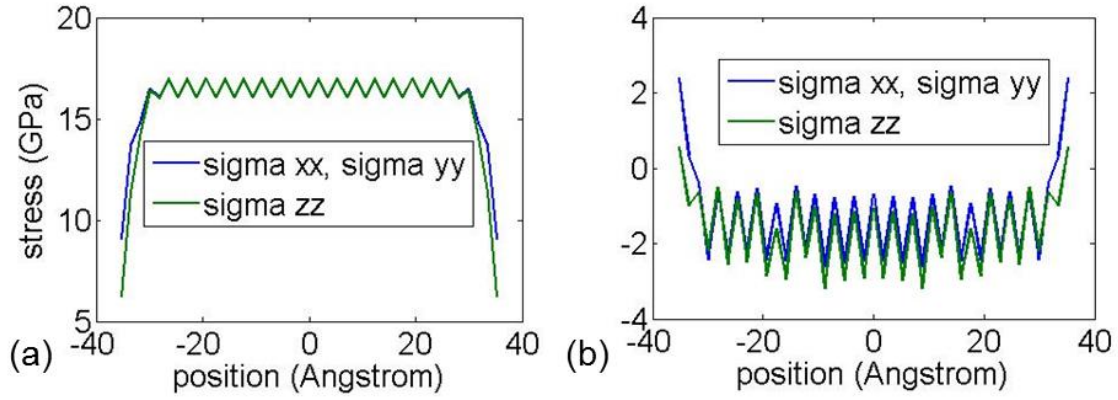 20
15
10
5
stress (GPa)
sigma xx, sigma yy
sigma zz
-40 -20 0 20 40
position (Angstrom)
(a)
4
2
0
-2
-4
sigma xx, sigma yy
sigma zz
-40 -20 0 20 40
position (Angstrom)
(b)